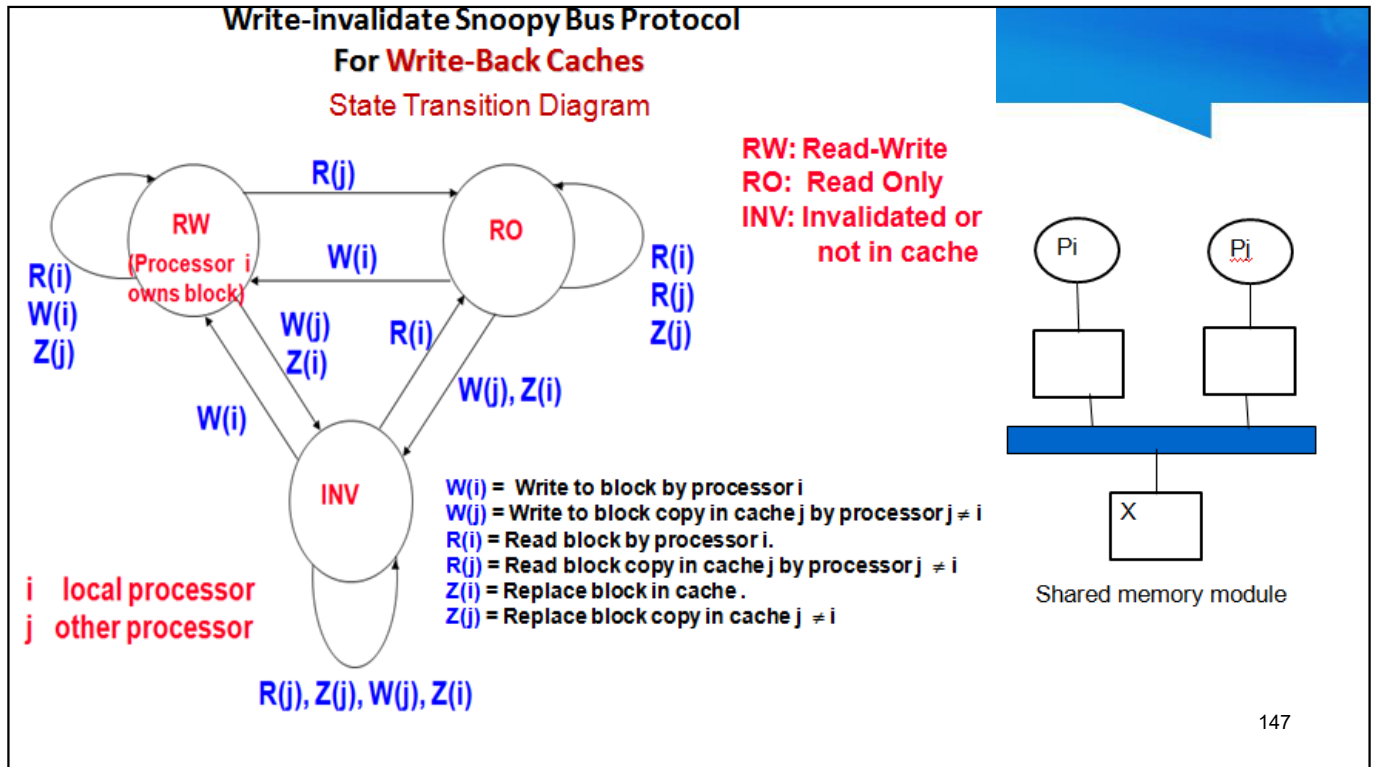 Write-invalidate Snoopy Bus Protocol
For Write-Back Caches
State Transition Diagram
RW: Read-Write
RO: Read Only
INV: Invalidated or
not in cache
R(j)
RW
(Processor i
owns block)
RO
W(i)
R(i)
W(i)
Z(j)
R(i)
R(j)
Z(j)
W(j)
Z(i)
R(i)
W(j), Z(i)
W(i)
INV
W(i) = Write to block by processor i
W(j) = Write to block copy in cache j by processor j ≠ i
R(i) = Read block by processor i.
R(j) = Read block copy in cache j by processor j ≠ i
Z(i) = Replace block in cache .
Z(j) = Replace block copy in cache j ≠ i
i local processor
j other processor
R(j), Z(j), W(j), Z(i)
Pi
Pj
X
Shared memory module
147